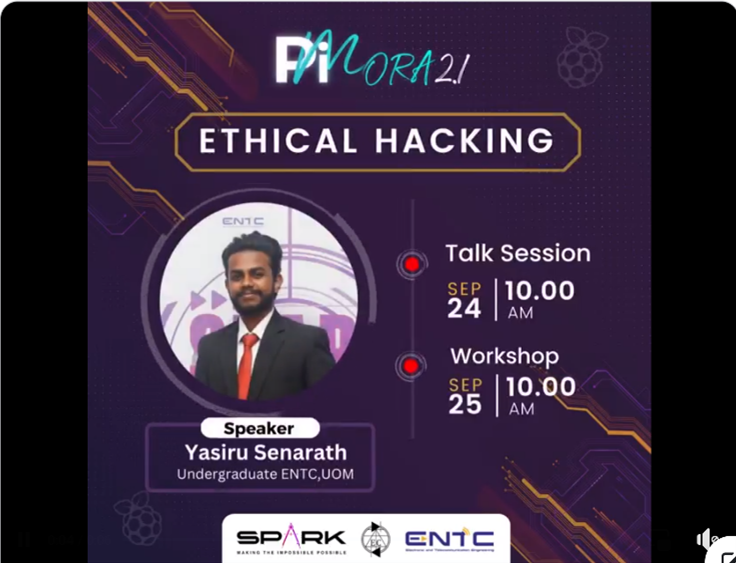 PiMORA 2.1
ETHICAL HACKING
ENTC
Talk Session
SEP 24 | 10.00 AM
Workshop
SEP 25 | 10.00 AM
Speaker
Yasiru Senarath
Undergraduate ENTC,UOM
SPARK
MAKING THE IMPOSSIBLE POSSIBLE
ENTC
Electronic and Telecommunication Engineering